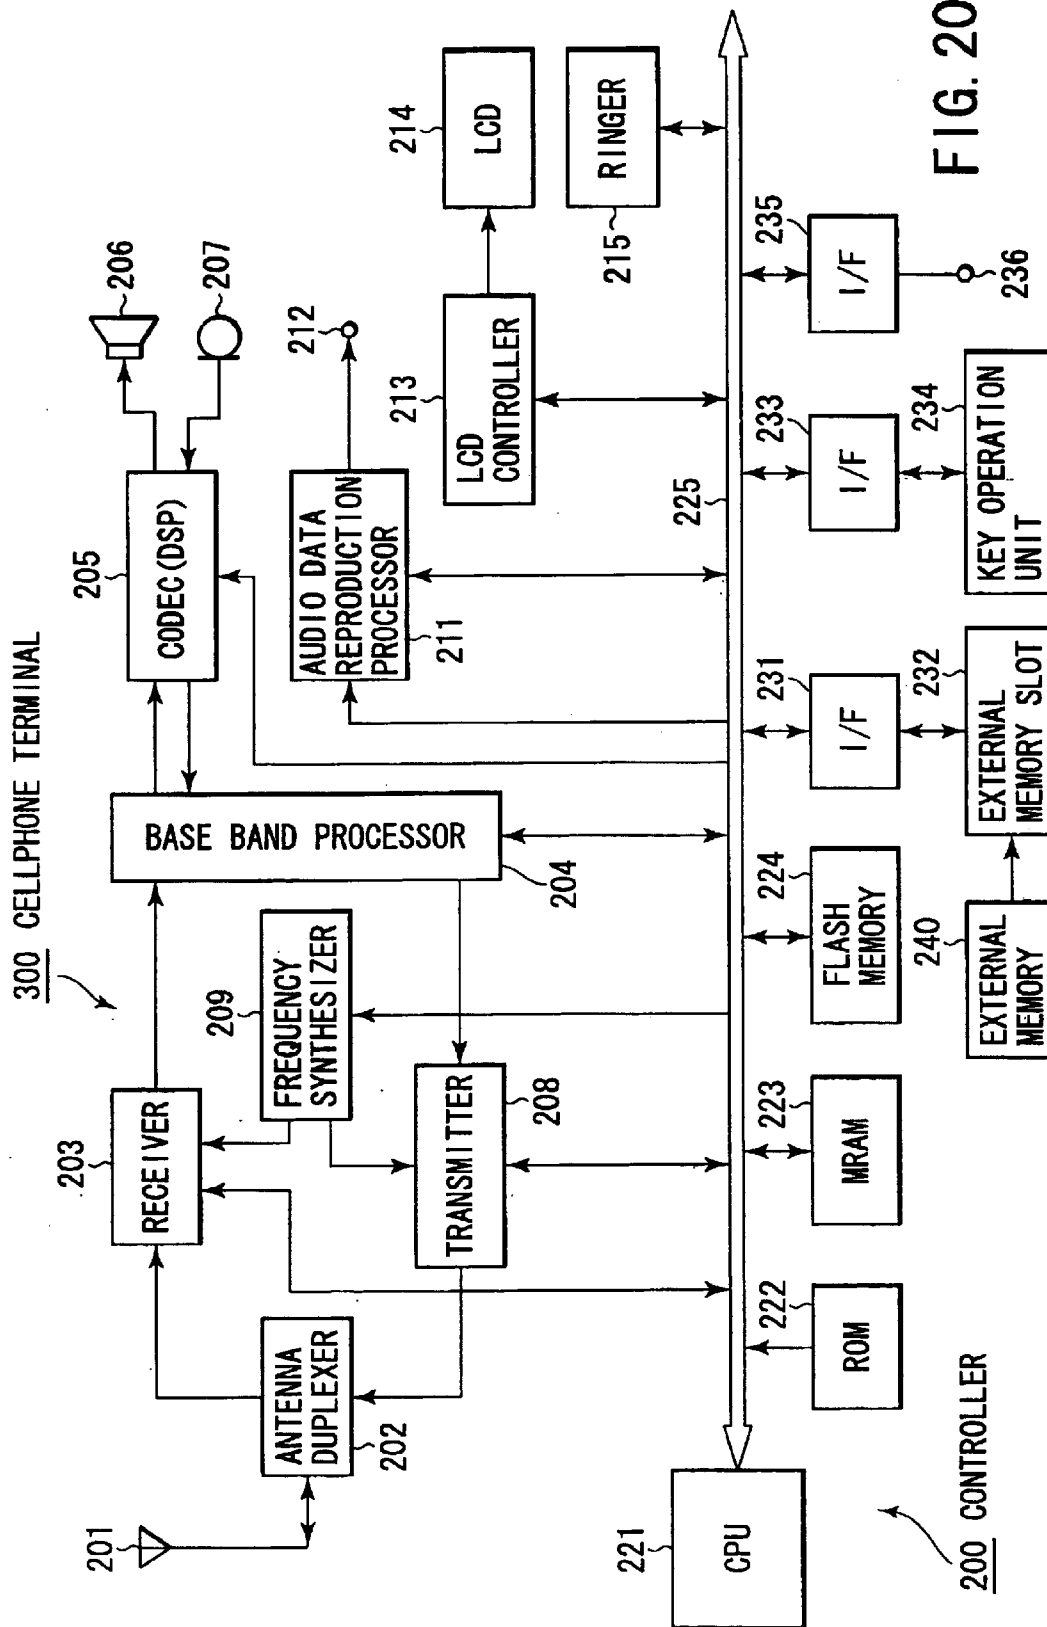 300 CELLPHONE TERMINAL
201
ANTENNA
DUPLEXER
202
203
RECEIVER
209
FREQUENCY
SYNTHESIZER
TRANSMITTER
208
BASE BAND PROCESSOR
204
205
CODEC(DSP)
206
207
AUDIO DATA
REPRODUCTION
PROCESSOR
211
212
213
LCD
CONTROLLER
214
LCD
RINGER
215
225
221
CPU
222
ROM
223
MRAM
224
FLASH
MEMORY
231
I/F
233
I/F
235
I/F
236
240
EXTERNAL
MEMORY
232
EXTERNAL
MEMORY SLOT
234
KEY OPERATION
UNIT
200 CONTROLLER
FIG. 20